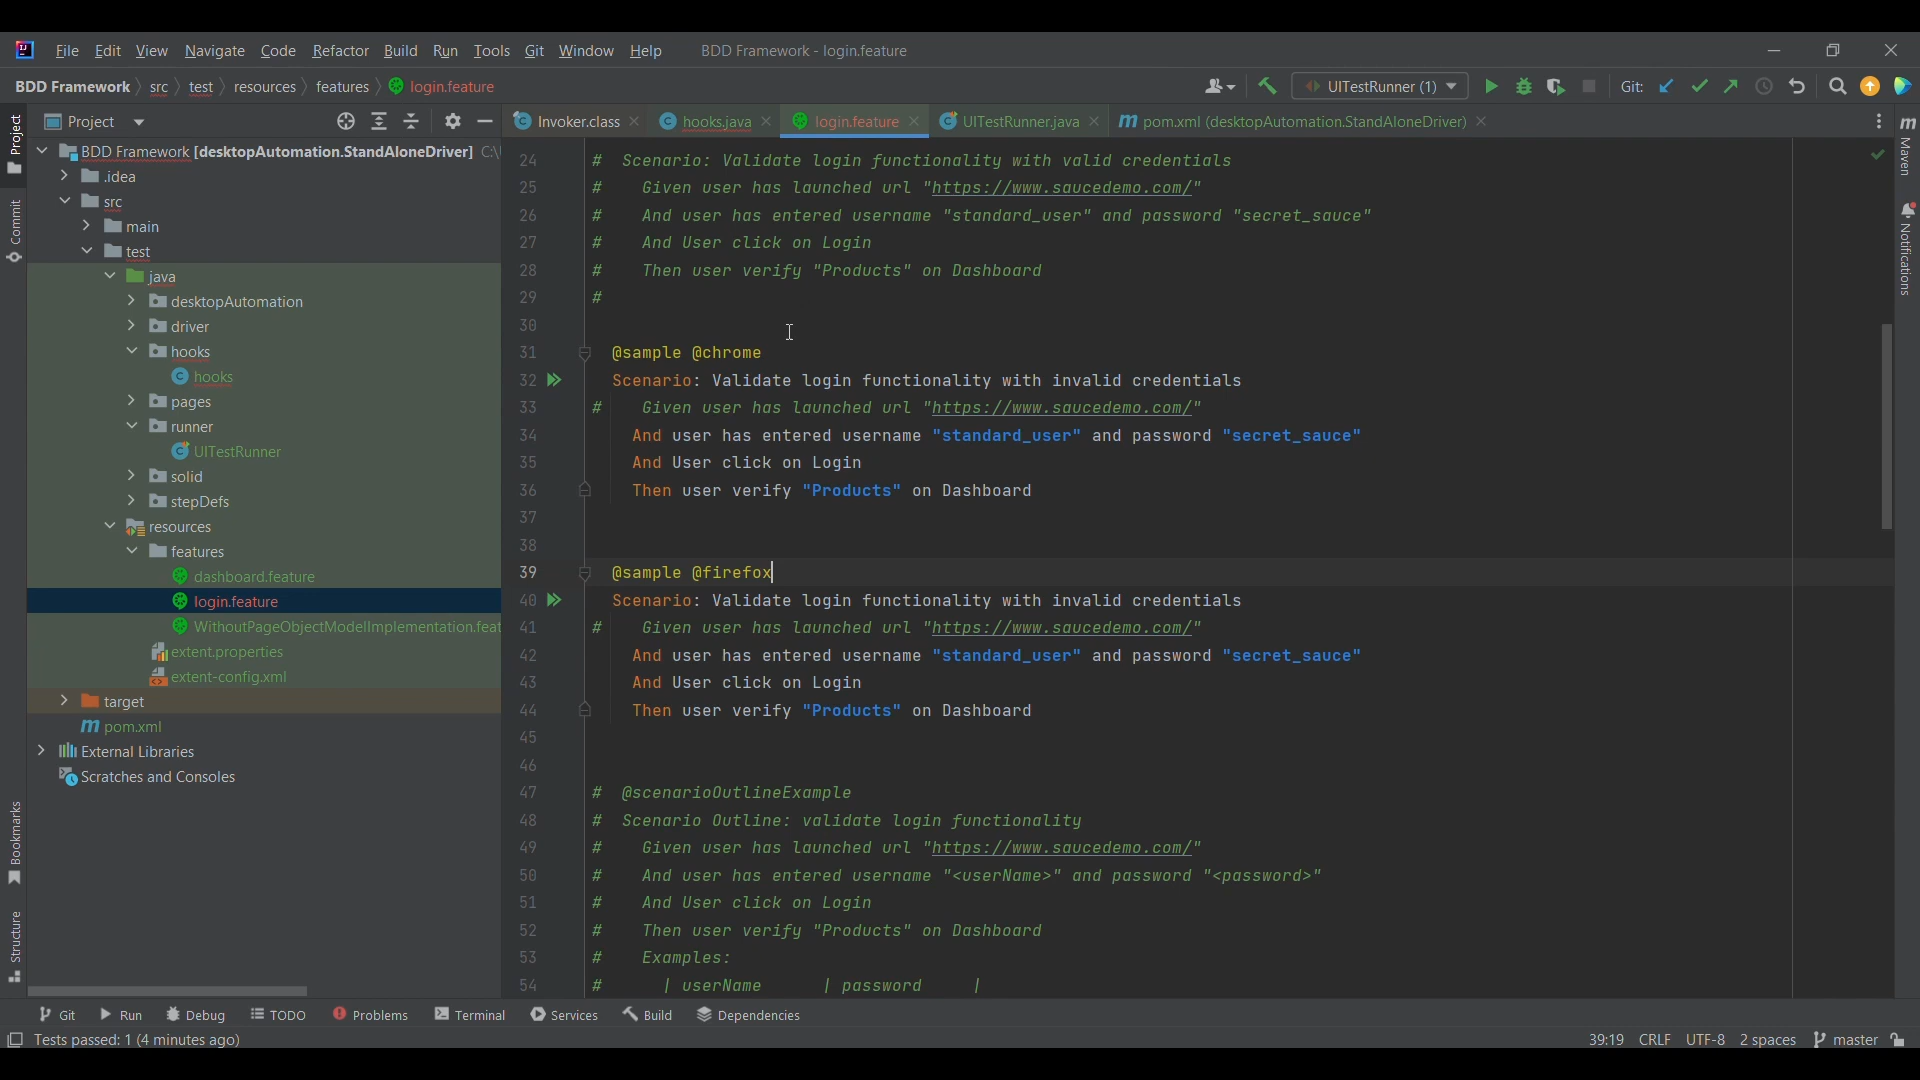 File Edit View Navigate Code Refactor Build Run Tools Git Window Help BDD Framework - login.feature
BDD Framework src test resources features login.feature UITestRunner (1) Git:
Project Invoker.class hooks.java login.feature UITestRunner.java pom.xml (desktopAutomation.StandAloneDriver)
Project
Commit
Bookmarks
Structure
BDD Framework [desktopAutomation.StandAloneDriver] C:\
.idea
src
main
test
java
desktopAutomation
driver
hooks
hooks
pages
runner
UITestRunner
solid
stepDefs
resources
features
dashboard.feature
login.feature
WithoutPageObjectModelImplementation.feat
extent.properties
extent-config.xml
target
pom.xml
External Libraries
Scratches and Consoles
24 # Scenario: Validate login functionality with valid credentials
25 # Given user has launched url "https://www.saucedemo.com/"
26 # And user has entered username "standard_user" and password "secret_sauce"
27 # And User click on Login
28 # Then user verify "Products" on Dashboard
29 #
30
31 @sample @chrome
32 Scenario: Validate login functionality with invalid credentials
33 # Given user has launched url "https://www.saucedemo.com/"
34 And user has entered username "standard_user" and password "secret_sauce"
35 And User click on Login
36 Then user verify "Products" on Dashboard
37
38
39 @sample @firefox
40 Scenario: Validate login functionality with invalid credentials
41 # Given user has launched url "https://www.saucedemo.com/"
42 And user has entered username "standard_user" and password "secret_sauce"
43 And User click on Login
44 Then user verify "Products" on Dashboard
45
46
47 # @scenarioOutlineExample
48 # Scenario Outline: validate login functionality
49 # Given user has launched url "https://www.saucedemo.com/"
50 # And user has entered username "<userName>" and password "<password>"
51 # And User click on Login
52 # Then user verify "Products" on Dashboard
53 # Examples:
54 # | userName | password |
Maven
Notifications
Git Run Debug TODO Problems Terminal Services Build Dependencies
Tests passed: 1 (4 minutes ago) 39:19 CRLF UTF-8 2 spaces master